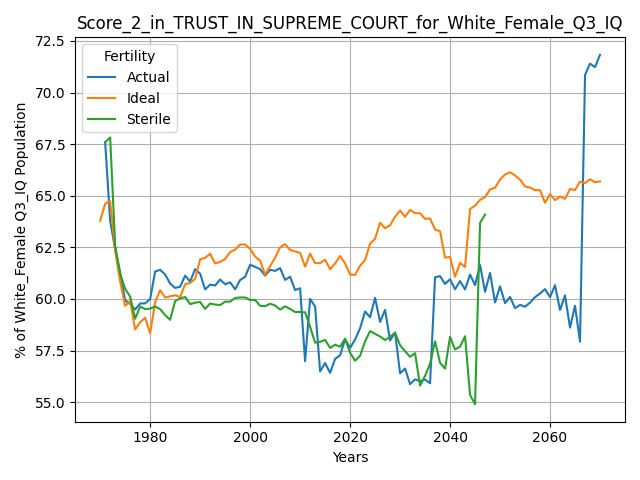 Score_2_in_TRUST_IN_SUPREME_COURT_for_White_Female_Q3_IQ
72.5
70.0
67.5
65.0
62.5
60.0
57.5
55.0
% of White_Female Q3_IQ Population
Fertility
Actual
Ideal
Sterile
1980
2000
2020
2040
2060
Years